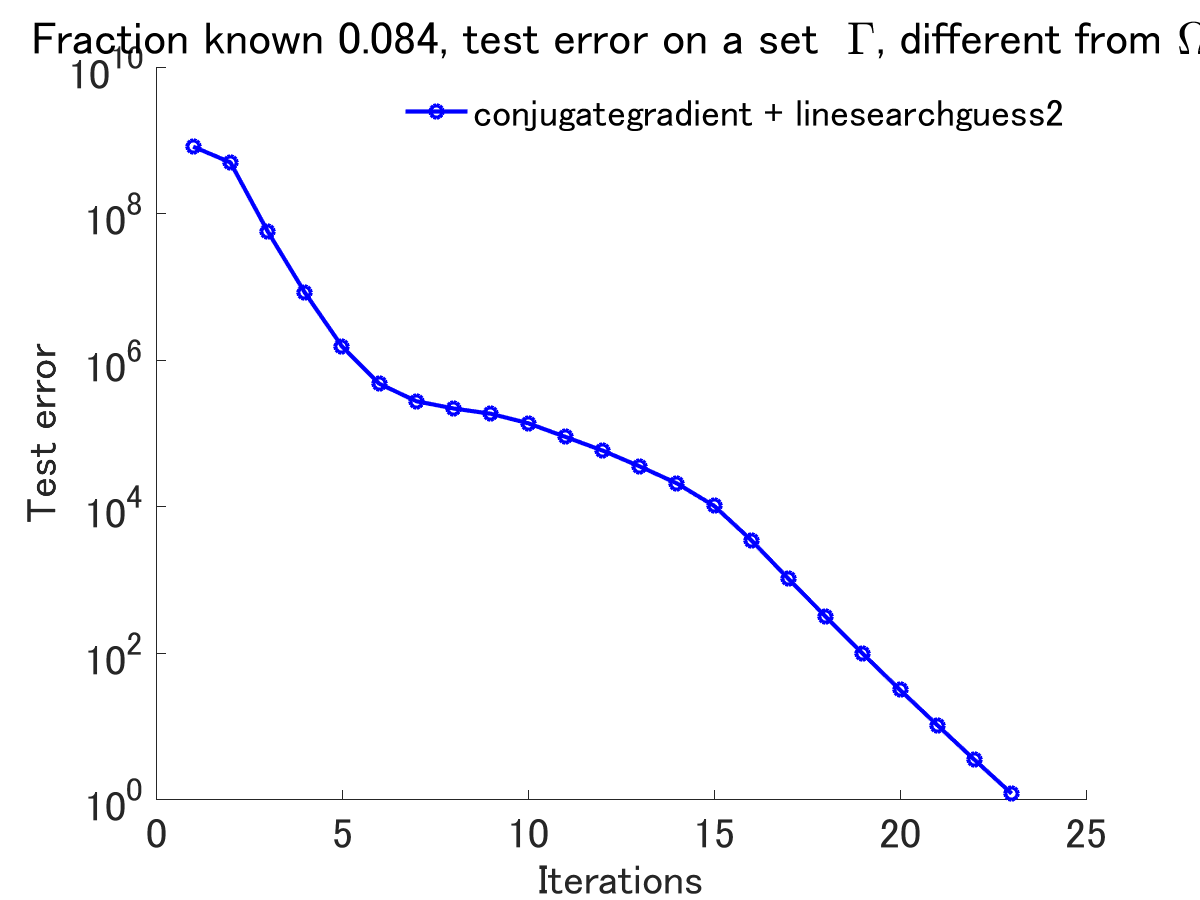 Fraction known 0.084, test error on a set Γ, different from Ω
10^10
conjugategradient + linesearchguess2
10^8
10^6
10^4
10^2
10^0
Test error
0 5 10 15 20 25
Iterations